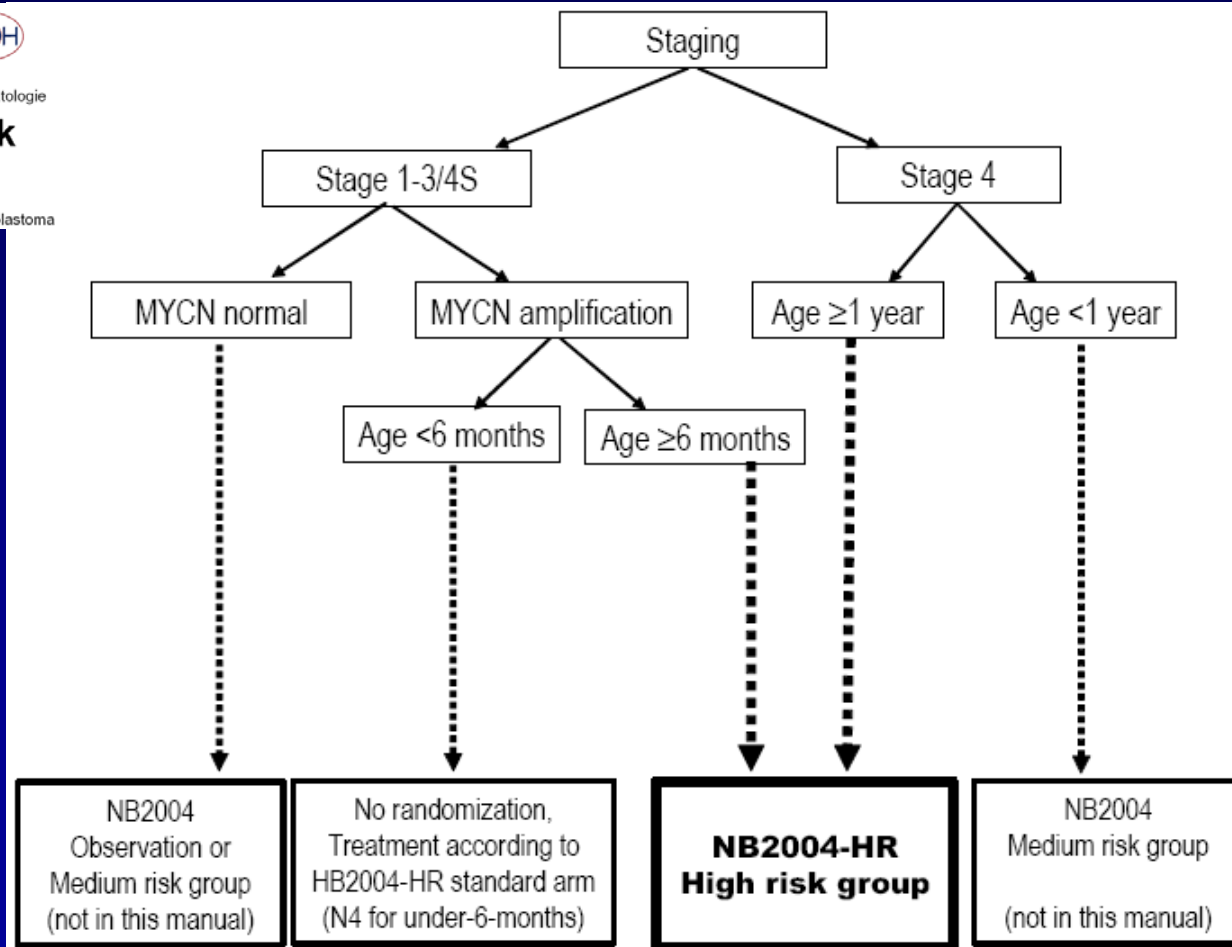 Staging
tologie
k
lastoma
Stage 1-3/4S
Stage 4
MYCN normal
MYCN amplification
Age ≥1 year
Age <1 year
Age <6 months
Age ≥6 months
NB2004
Observation or
Medium risk group
(not in this manual)
No randomization,
Treatment according to
HB2004-HR standard arm
(N4 for under-6-months)
NB2004-HR
High risk group
NB2004
Medium risk group
(not in this manual)